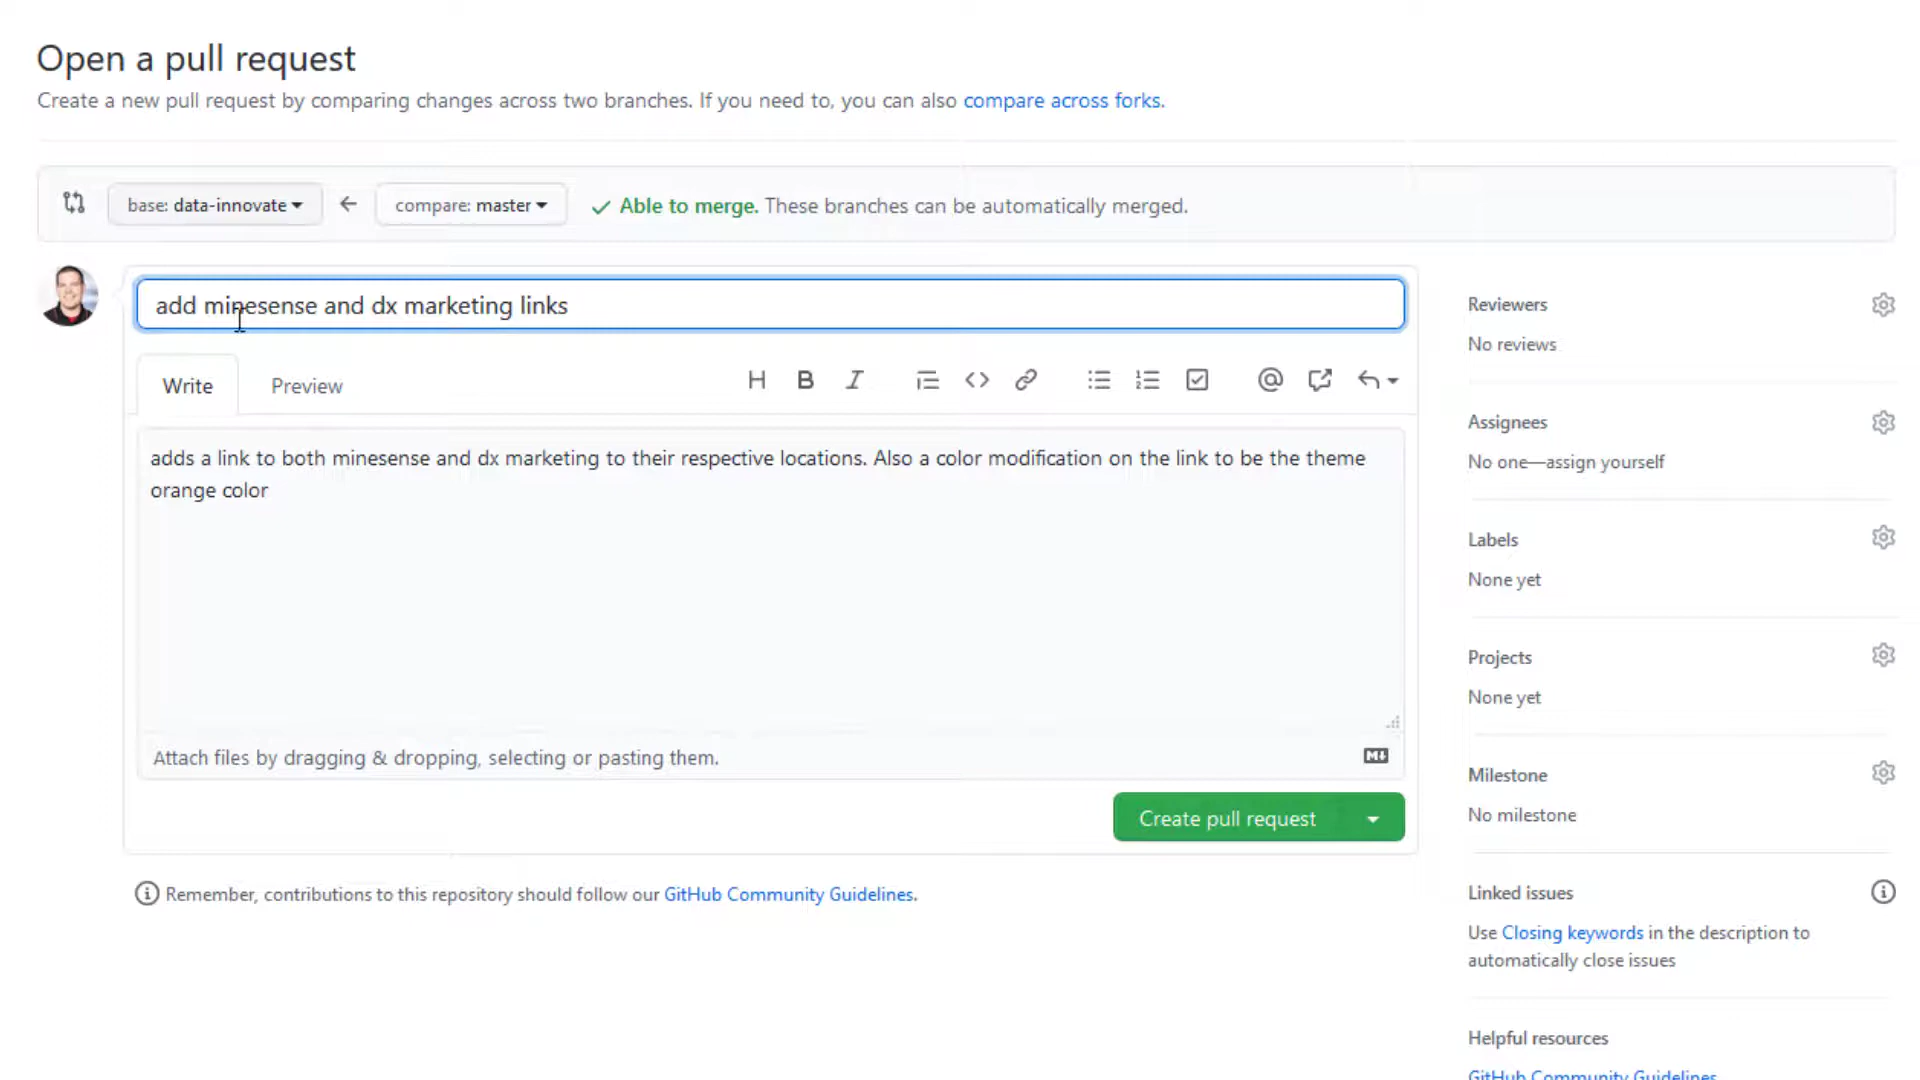 Open a pull request
Create a new pull request by comparing changes across two branches. If you need to, you can also compare across forks.
base: data-innovate
compare: master
Able to merge. These branches can be automatically merged.
add minesense and dx marketing links
Write
Preview
H B I
adds a link to both minesense and dx marketing to their respective locations. Also a color modification on the link to be the theme
orange color
Attach files by dragging & dropping, selecting or pasting them.
Create pull request
Remember, contributions to this repository should follow our GitHub Community Guidelines.
Reviewers
No reviews
Assignees
No one—assign yourself
Labels
None yet
Projects
None yet
Milestone
No milestone
Linked issues
Use Closing keywords in the description to
automatically close issues
Helpful resources
GitHub Community Guidelines